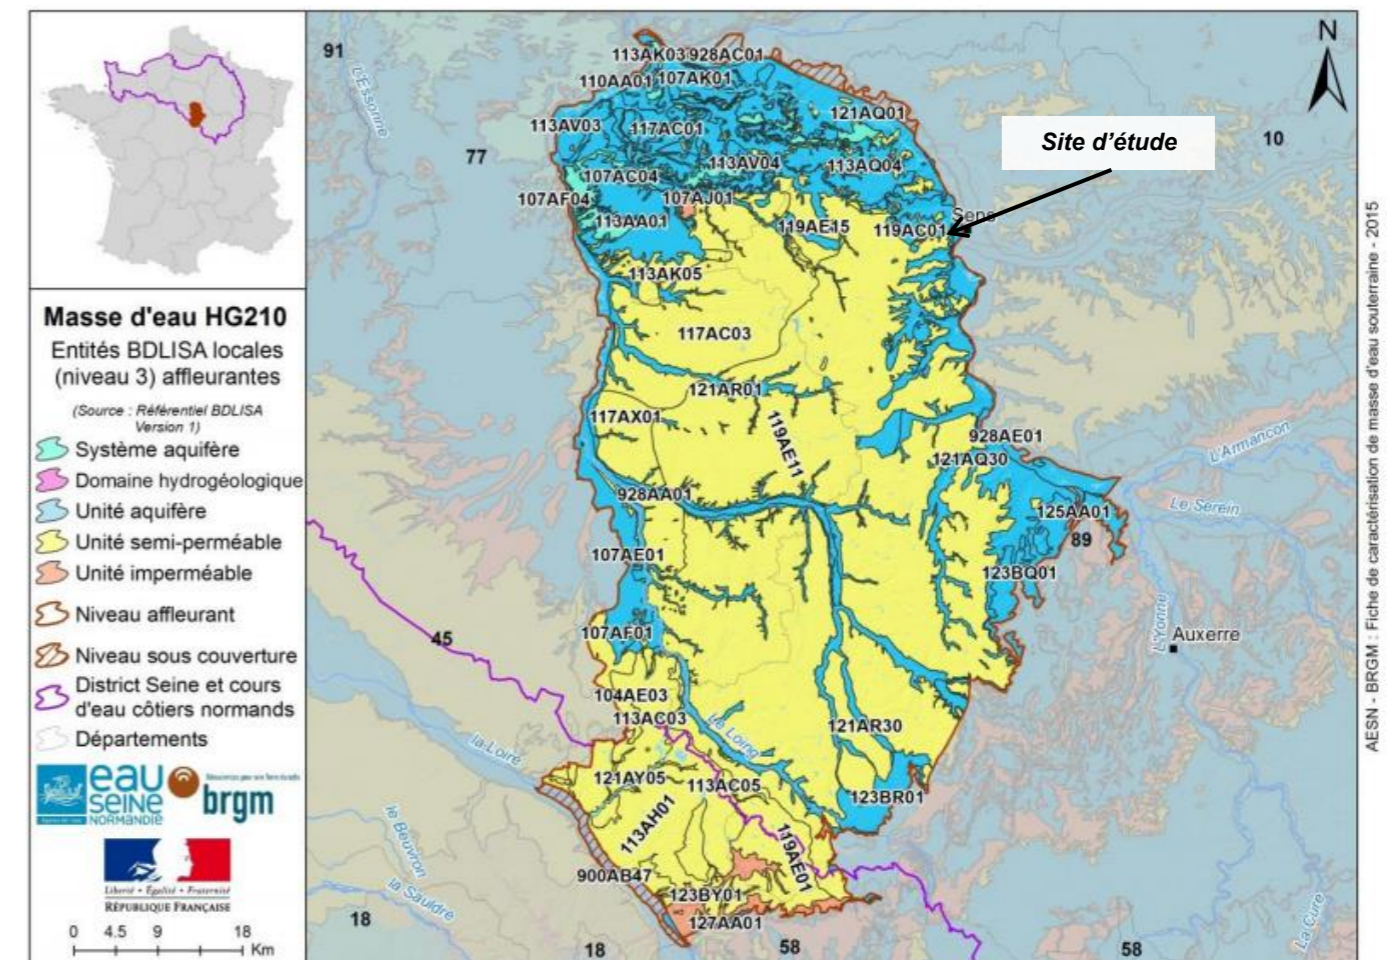 Masse d'eau HG210
Entités BDLISA locales
(niveau 3) affleurantes
(Source : Référentiel BDLISA
Version 1)
Système aquifère
Domaine hydrogéologique
Unité aquifère
Unité semi-perméable
Unité imperméable
Niveau affleurant
Niveau sous couverture
District Seine et cours
d'eau côtiers normands
Départements
eau
SEINE
NORMANDIE
brgm
Liberté • Égalité • Fraternité
RÉPUBLIQUE FRANÇAISE
0 4.5 9 18
Km
91
L'Essonne
113AK03
928AC01
N
110AA01
107AK01
121AQ01
113AV03
117AC01
10
Site d'étude
77
113AV04
113AQ04
107AC04
107AF04
107AJ01
113AA01
119AE15
119AC01
Sens
113AK05
117AC03
121AR01
117AX01
119AE11
928AE01
121AQ30
L'Armançon
928AA01
Le Serein
125AA01
89
107AE01
123BQ01
L'Yonne
Auxerre
45
107AF01
104AE03
113AC03
Le Loing
121AR30
la Loire
121AY05
113AC05
123BR01
113AH01
119AE01
le Beuvron
la Sauldre
900AB47
123BY01
127AA01
18
18
58
58
La Cure
AESN - BRGM : Fiche de caractérisation de masse d'eau souterraine - 2015